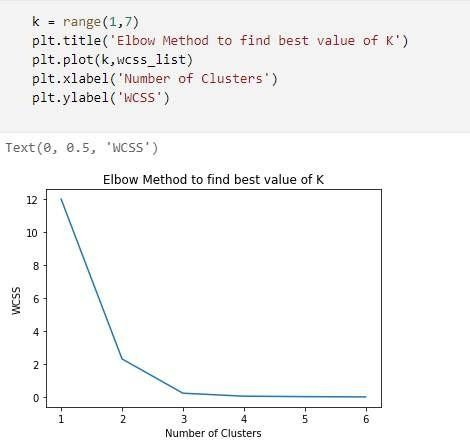 k = range(1,7)
plt.title('Elbow Method to find best value of K')
plt.plot(k,wcss_list)
plt.xlabel('Number of Clusters')
plt.ylabel('WCSS')
Text(0, 0.5, 'WCSS')
Elbow Method to find best value of K
12
10
8
6
4
2
0
WCSS
1 2 3 4 5 6
Number of Clusters